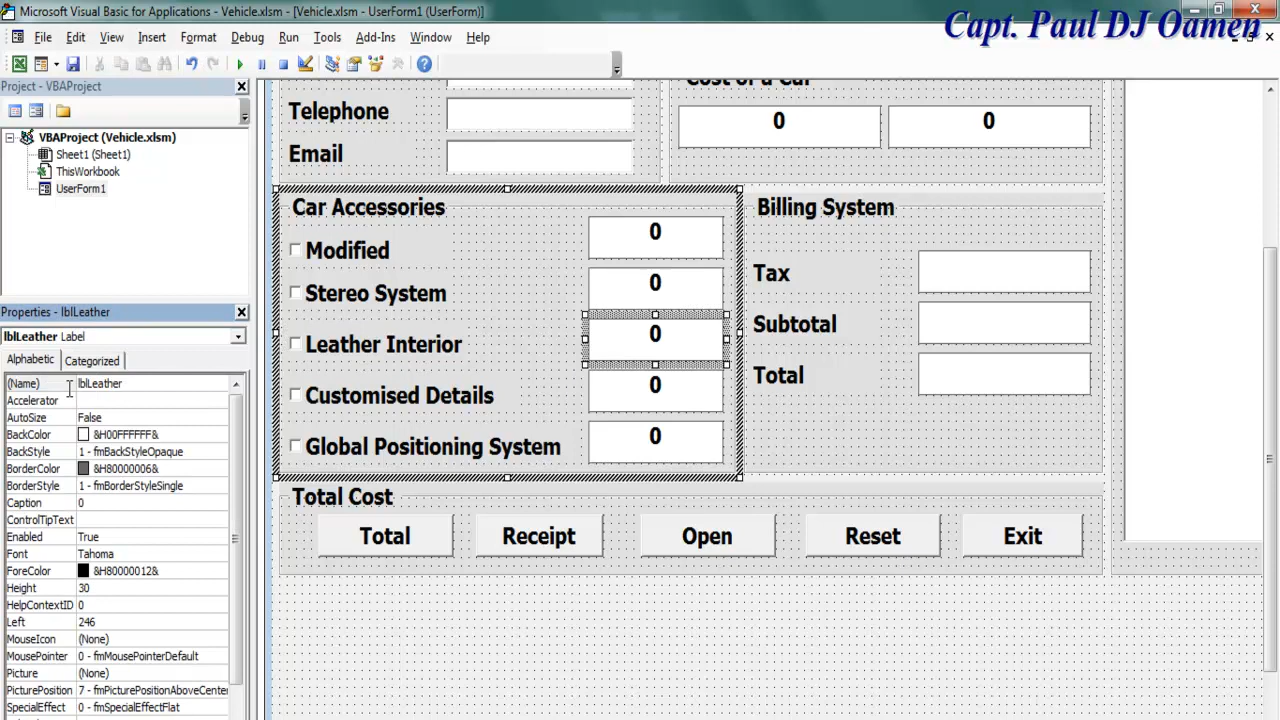 Microsoft Visual Basic for Applications - Vehicle.xlsm - [Vehicle.xlsm - UserForm1 (UserForm)]
Capt. Paul DJ Oamen
File Edit View Insert Format Debug Run Tools Add-Ins Window Help
Project - VBAProject
VBAProject (Vehicle.xlsm)
Sheet1 (Sheet1)
ThisWorkbook
UserForm1
Properties - lblLeather
lblLeather Label
Alphabetic Categorized
(Name) lblLeather
Accelerator
AutoSize False
BackColor &H00FFFFFF&
BackStyle 1 - fmBackStyleOpaque
BorderColor &H80000006&
BorderStyle 1 - fmBorderStyleSingle
Caption 0
ControlTipText
Enabled True
Font Tahoma
ForeColor &H80000012&
Height 30
HelpContextID 0
Left 246
MouseIcon (None)
MousePointer 0 - fmMousePointerDefault
Picture (None)
PicturePosition 7 - fmPicturePositionAboveCenter
SpecialEffect 0 - fmSpecialEffectFlat
Cost of a Car
Telephone
0 0
Email
Car Accessories
Modified 0
Stereo System 0
Leather Interior 0
Customised Details 0
Global Positioning System 0
Billing System
Tax
Subtotal
Total
Total Cost
Total Receipt Open Reset Exit